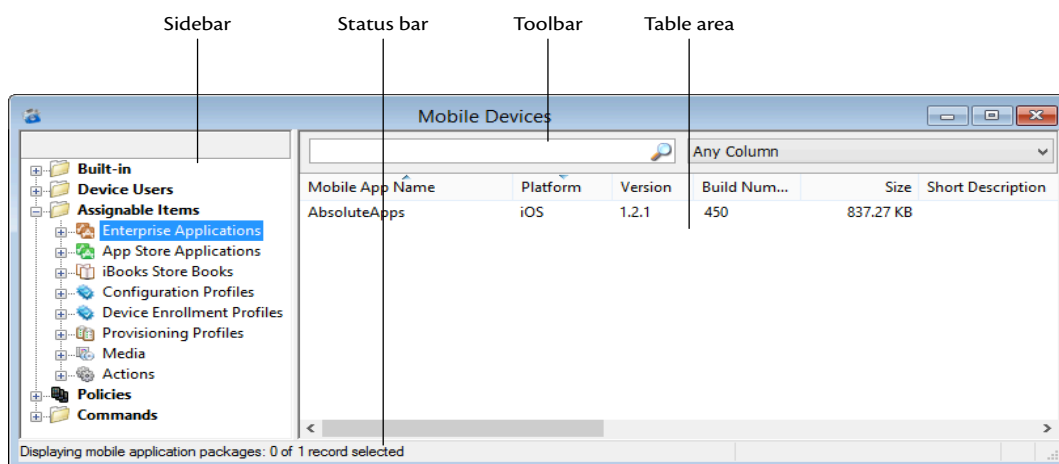 Sidebar Status bar Toolbar Table area
Mobile Devices
Any Column
Built-in
Device Users
Assignable Items
Enterprise Applications
App Store Applications
iBooks Store Books
Configuration Profiles
Device Enrollment Profiles
Provisioning Profiles
Media
Actions
Policies
Commands
Mobile App Name Platform Version Build Num... Size Short Description
AbsoluteApps iOS 1.2.1 450 837.27 KB
Displaying mobile application packages: 0 of 1 record selected